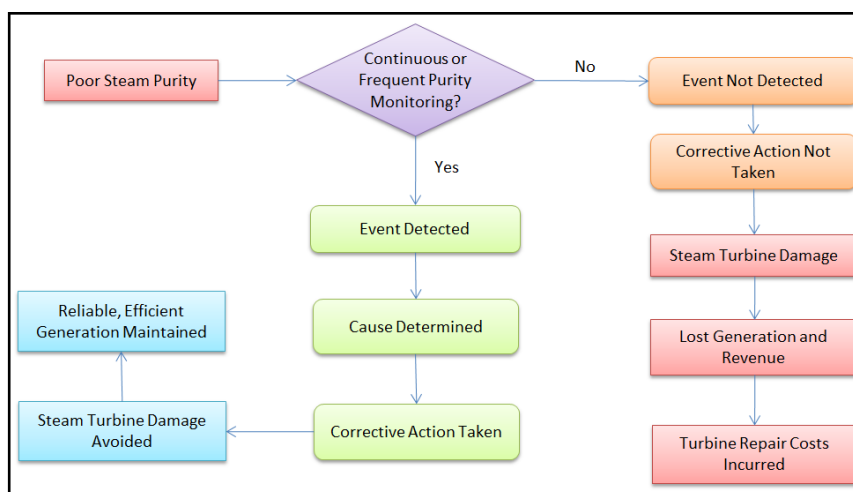 Poor Steam Purity
Continuous or
Frequent Purity
Monitoring?
No
Event Not Detected
Corrective Action Not
Taken
Steam Turbine Damage
Lost Generation and
Revenue
Turbine Repair Costs
Incurred
Yes
Event Detected
Cause Determined
Corrective Action Taken
Steam Turbine Damage
Avoided
Reliable, Efficient
Generation Maintained